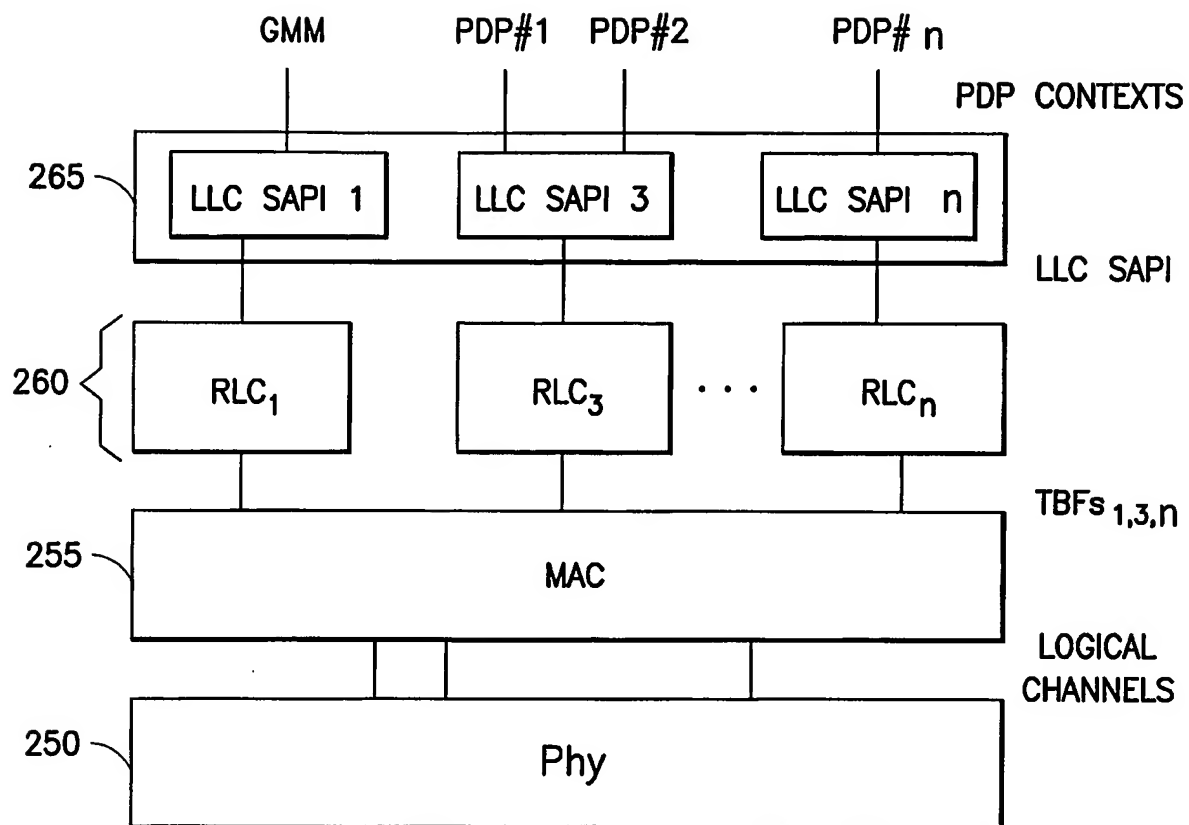 GMM PDP#1 PDP#2 PDP# n
PDP CONTEXTS
265 LLC SAPI 1 LLC SAPI 3 LLC SAPI n
LLC SAPI
260 RLC1 RLC3 ... RLCn
TBFs 1,3,n
255 MAC
LOGICAL
CHANNELS
250 Phy